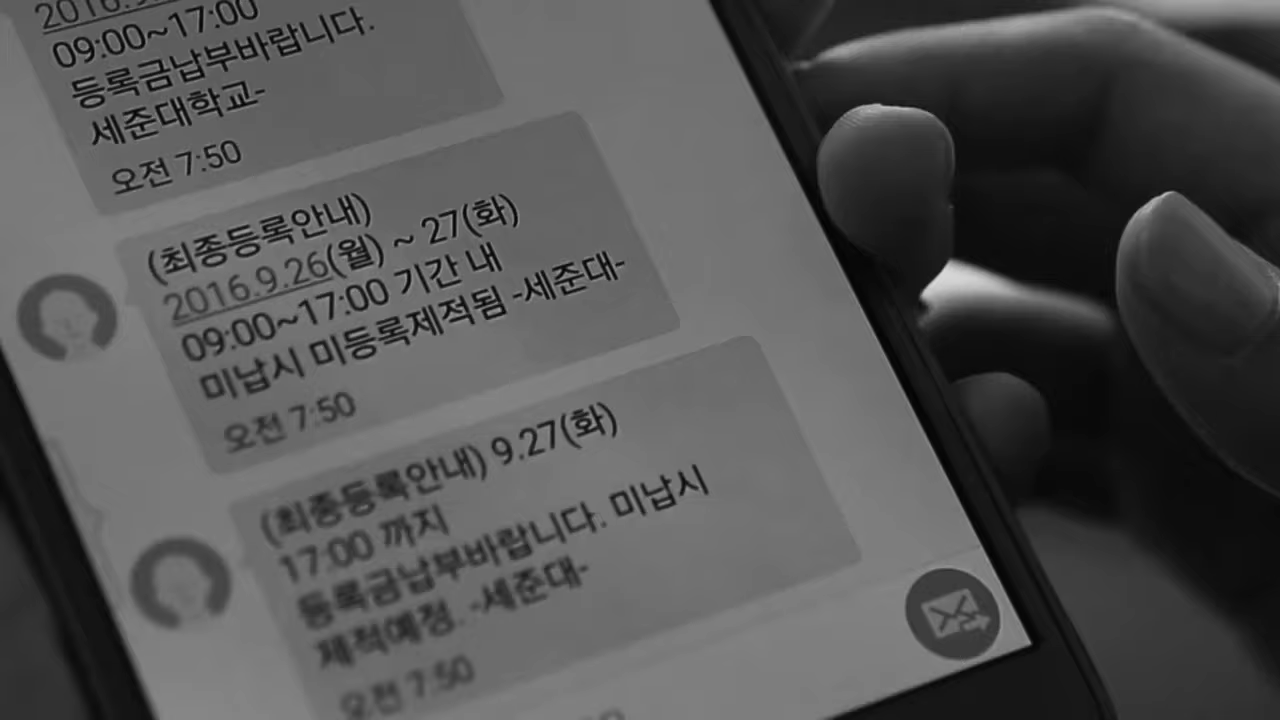 09:00~17:00
등록금납부바랍니다.
세준대학교-
오전 7:50
(최종등록안내)
2016.9.26(월) ~ 27(화)
09:00~17:00 기간 내
미납시 미등록제적됨 -세준대-
오전 7:50
(최종등록안내) 9.27(화)
17:00 까지
등록금납부바랍니다. 미납시
제적예정. -세준대-
오전 7:50